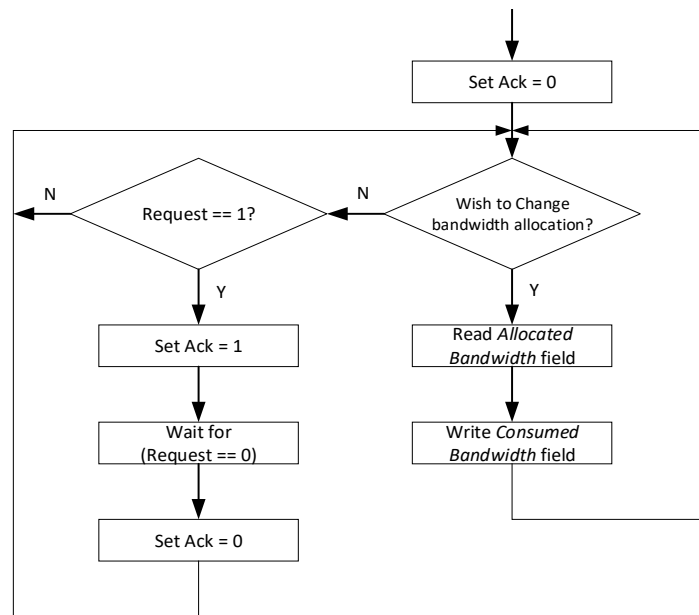 Set Ack = 0
N
N
Request == 1?
Wish to Change
bandwidth allocation?
Y
Y
Set Ack = 1
Read Allocated
Bandwidth field
Wait for
(Request == 0)
Write Consumed
Bandwidth field
Set Ack = 0